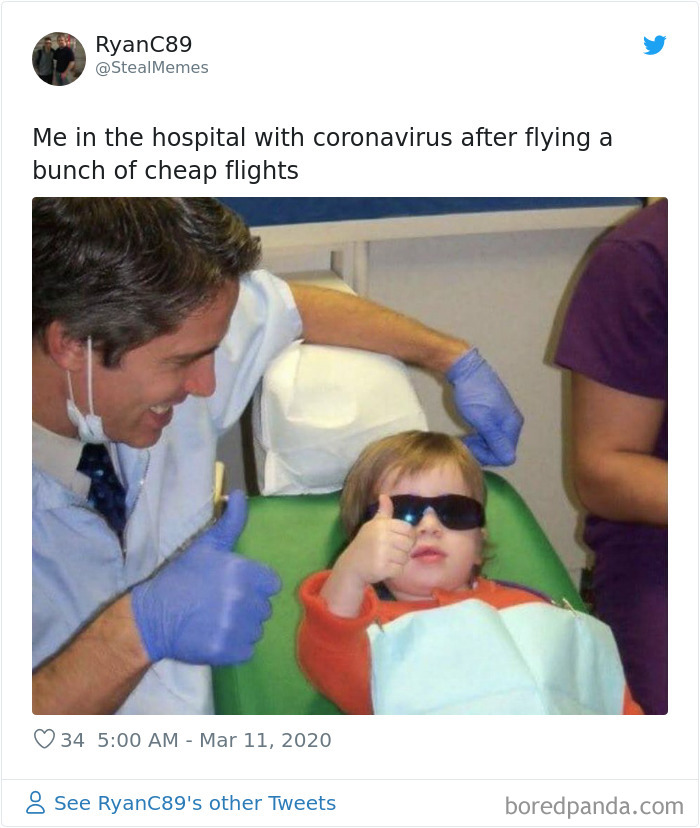 RyanC89
@StealMemes
Me in the hospital with coronavirus after flying a
bunch of cheap flights
34 5:00 AM - Mar 11, 2020
See RyanC89's other Tweets
boredpanda.com